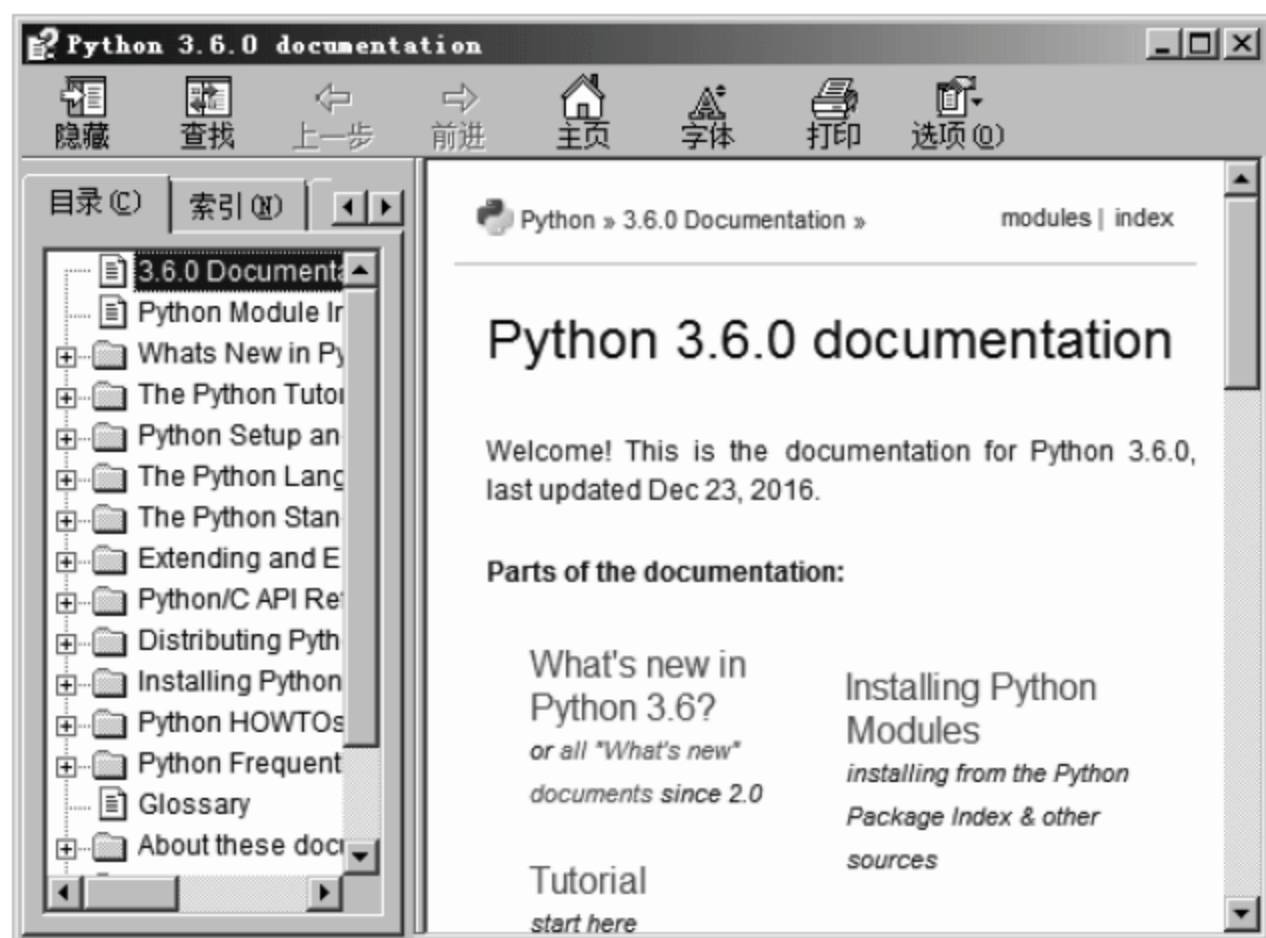 Python 3.6.0 documentation
隐藏 查找 上一步 前进 主页 字体 打印 选项(O)
目录(C) 索引(N)
3.6.0 Documenta
Python Module Ir
Whats New in Py
The Python Tutor
Python Setup an
The Python Lang
The Python Stan
Extending and E
Python/C API Ref
Distributing Pyth
Installing Python
Python HOWTOs
Python Frequent
Glossary
About these docu
Python » 3.6.0 Documentation » modules | index
Python 3.6.0 documentation
Welcome! This is the documentation for Python 3.6.0,
last updated Dec 23, 2016.
Parts of the documentation:
What's new in
Python 3.6?
or all "What's new"
documents since 2.0
Tutorial
start here
Installing Python
Modules
installing from the Python
Package Index & other
sources